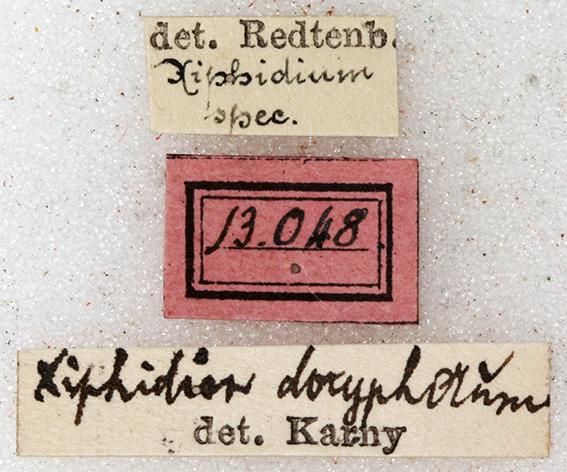 det. Redtenb.
Xiphidium
spec.
13.048
Xiphidion doryphorum
det. Karny